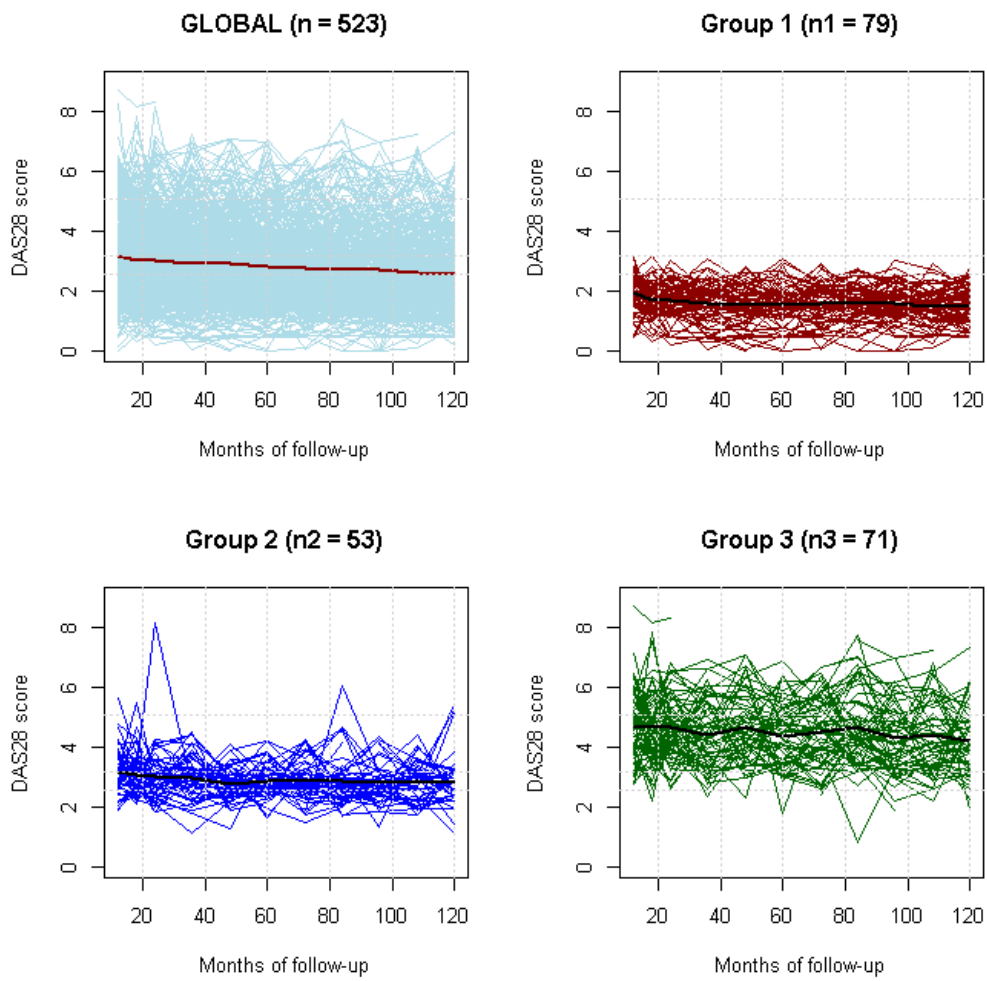 GLOBAL (n = 523)
DAS28 score
8
6
4
2
0
20 40 60 80 100 120
Months of follow-up
Group 1 (n1 = 79)
DAS28 score
8
6
4
2
0
20 40 60 80 100 120
Months of follow-up
Group 2 (n2 = 53)
DAS28 score
8
6
4
2
0
20 40 60 80 100 120
Months of follow-up
Group 3 (n3 = 71)
DAS28 score
8
6
4
2
0
20 40 60 80 100 120
Months of follow-up